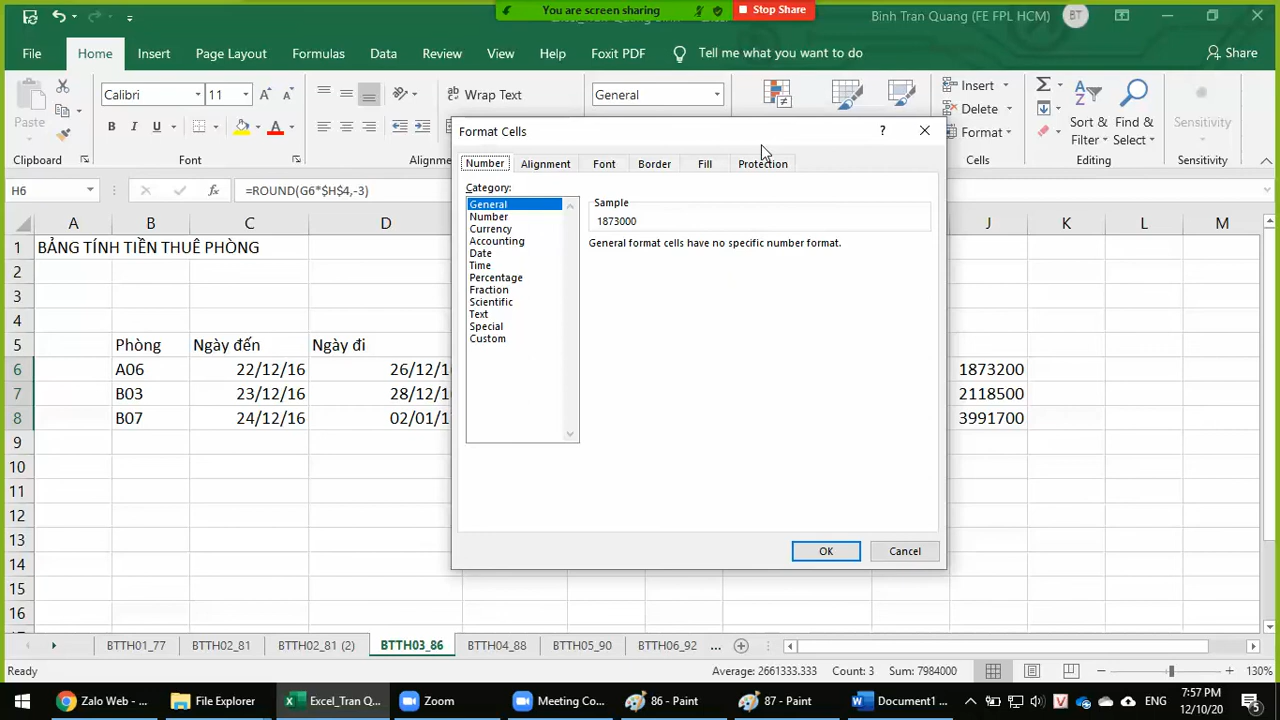 You are screen sharing
Stop Share
Binh Tran Quang (FE FPL HCM)
BT
File
Home
Insert
Page Layout
Formulas
Data
Review
View
Help
Foxit PDF
Tell me what you want to do
Share
Paste
Clipboard
Calibri
11
B I U
A
Font
Wrap Text
General
Insert
Delete
Format
Cells
Sort & Filter
Find & Select
Editing
Sensitivity
Sensitivity
H6
fx
=ROUND(G6*$H$4,-3)
A B C D J K L M
1 BẢNG TÍNH TIỀN THUÊ PHÒNG
2
3
4
5 Phòng Ngày đến Ngày đi
6 A06 22/12/16 26/12/1 1873200
7 B03 23/12/16 28/12/1 2118500
8 B07 24/12/16 02/01/1 3991700
9
10
11
12
13
14
15
16
Format Cells
Number Alignment Font Border Fill Protection
Category:
General
Number
Currency
Accounting
Date
Time
Percentage
Fraction
Scientific
Text
Special
Custom
Sample
1873000
General format cells have no specific number format.
OK
Cancel
BTTH01_77 BTTH02_81 BTTH02_81 (2) BTTH03_86 BTTH04_88 BTTH05_90 BTTH06_92 ...
Ready
Average: 2661333.333 Count: 3 Sum: 7984000
130%
Zalo Web - ...
File Explorer
Excel_Tran Q...
Zoom
Meeting Co...
86 - Paint
87 - Paint
Document1 ...
ENG
7:57 PM
12/10/20
5